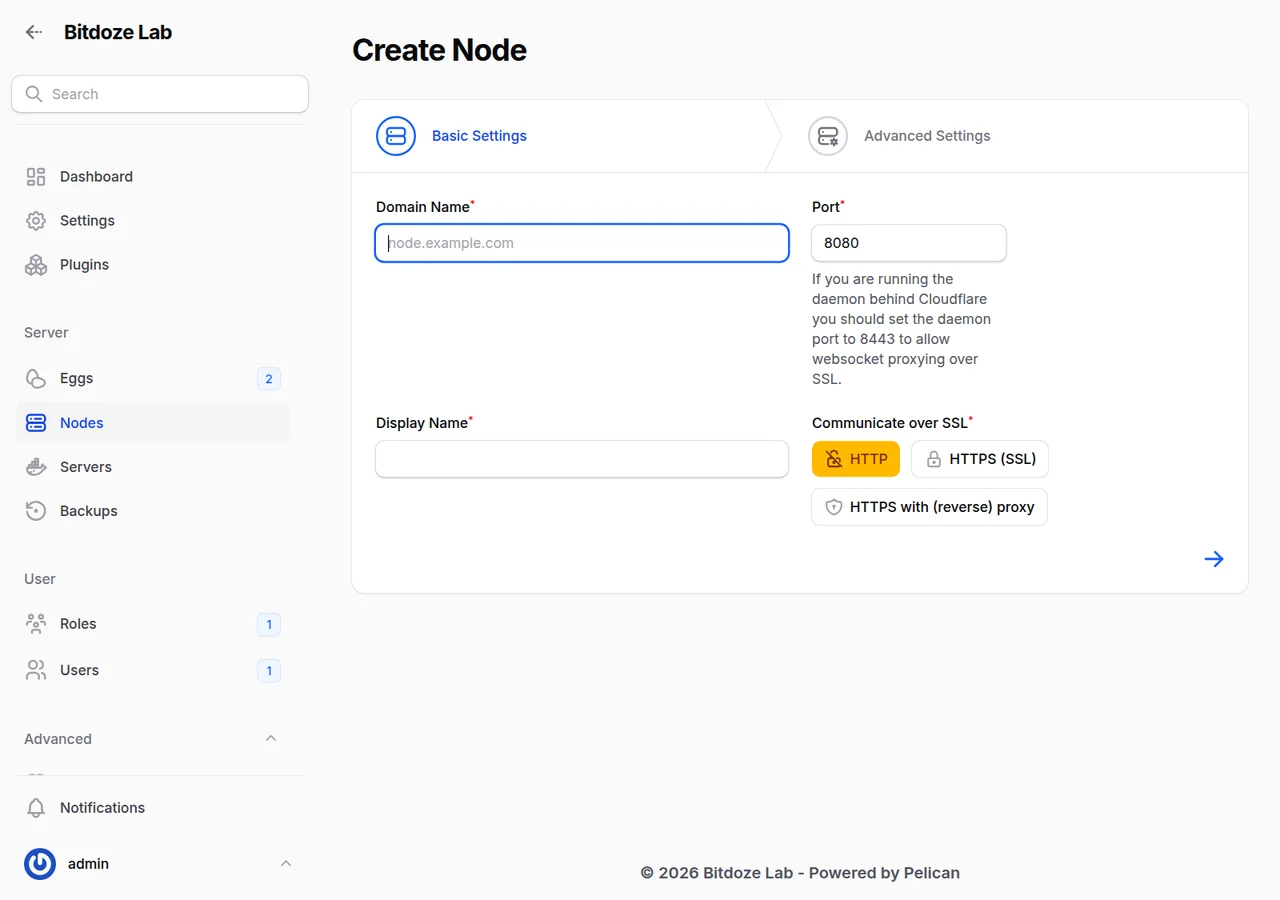 Bitdoze Lab
Search
Dashboard
Settings
Plugins
Server
Eggs 2
Nodes
Servers
Backups
User
Roles 1
Users 1
Advanced
Notifications
admin
Create Node
Basic Settings
Advanced Settings
Domain Name*
node.example.com
Port*
8080
If you are running the
daemon behind Cloudflare
you should set the daemon
port to 8443 to allow
websocket proxying over
SSL.
Display Name*
Communicate over SSL*
HTTP
HTTPS (SSL)
HTTPS with (reverse) proxy
© 2026 Bitdoze Lab - Powered by Pelican